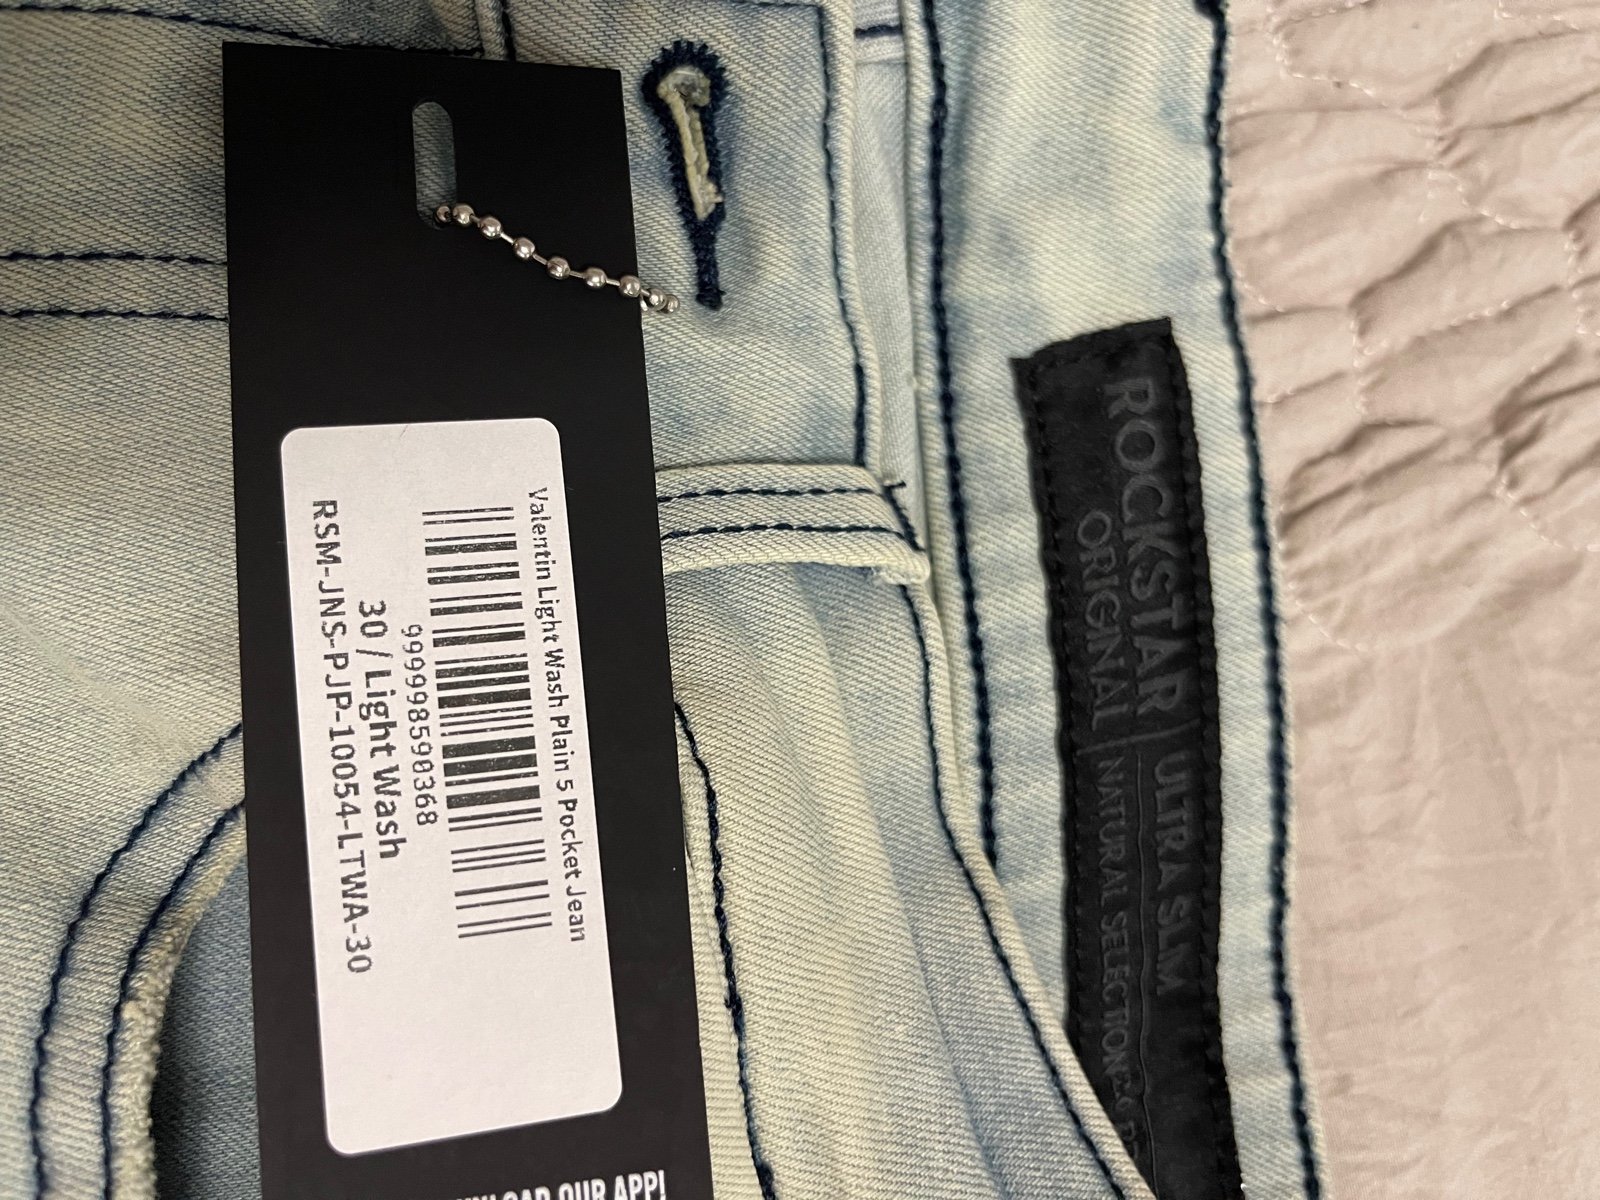 Valentin Light Wash Plain 5 Pocket Jean
999998590368
30 / Light Wash
RSM-JNS-PJP-10054-LTWA-30
OUR APP!
ROCKSTAR | ULTRA SLIM
ORIGINAL | NATURAL SELECTION